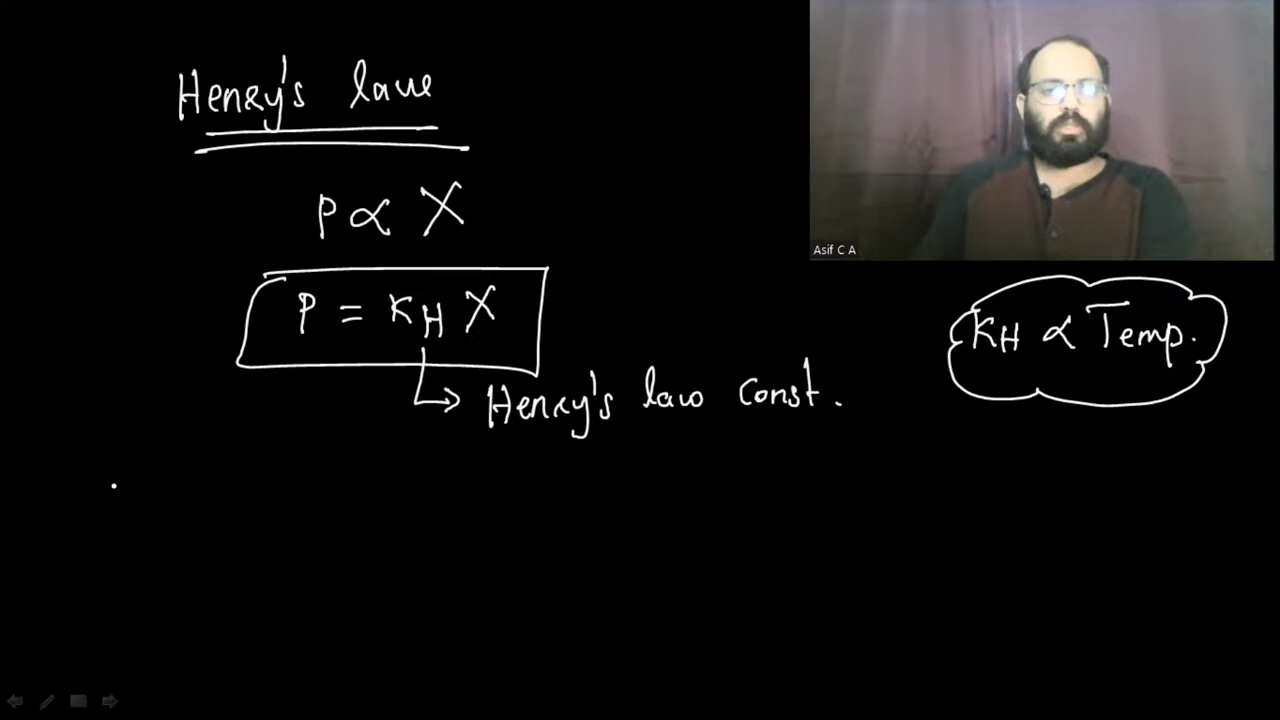 Henry's law
P ∝ X
P = KH X
Henry's law const.
KH ∝ Temp.
Asif C A